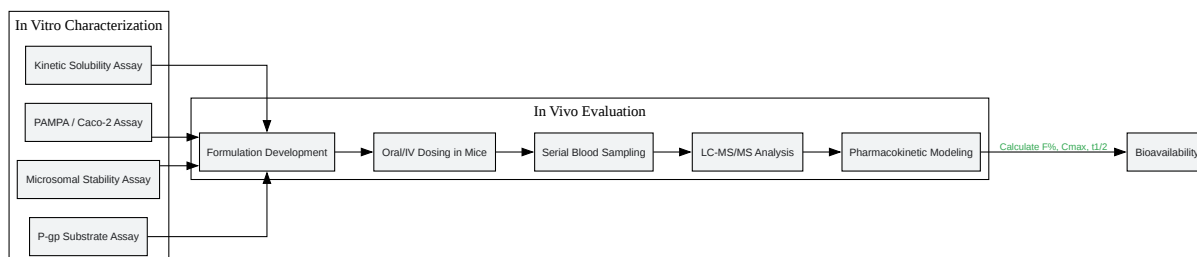 In Vitro Characterization
Kinetic Solubility Assay
PAMPA / Caco-2 Assay
Microsomal Stability Assay
P-gp Substrate Assay
In Vivo Evaluation
Formulation Development
Oral/IV Dosing in Mice
Serial Blood Sampling
LC-MS/MS Analysis
Pharmacokinetic Modeling
Calculate F%, Cmax, t1/2
Bioavailability